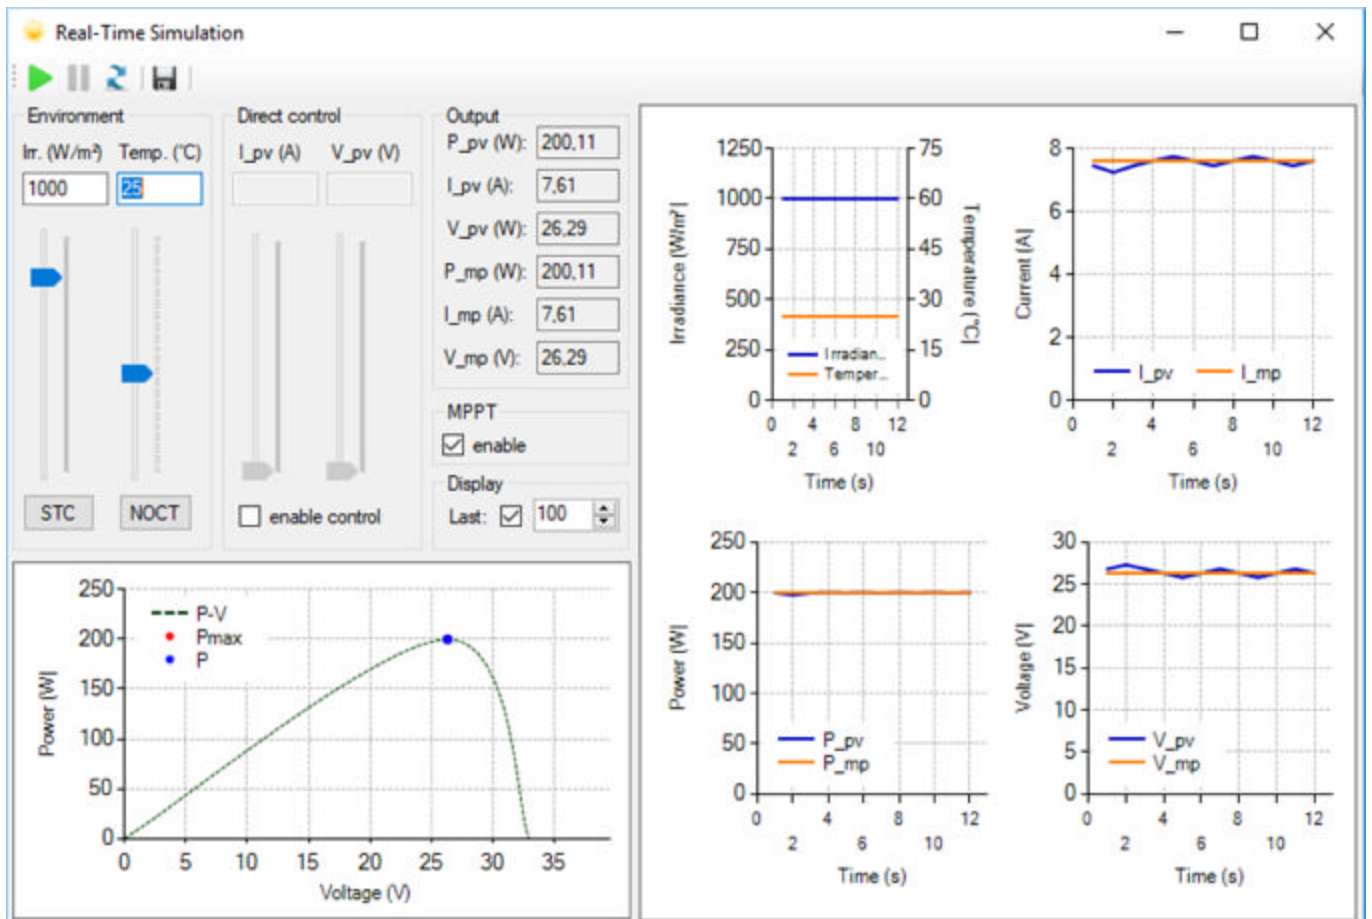 Real-Time Simulation
Environment
Irr. (W/m²) Temp. (°C)
1000 25
STC NOCT
Direct control
I_pv (A) V_pv (V)
enable control
Output
P_pv (W): 200,11
I_pv (A): 7,61
V_pv (W): 26,29
P_mp (W): 200,11
I_mp (A): 7,61
V_mp (V): 26,29
MPPT
enable
Display
Last: 100
250
200
150
100
50
0
Power (W|
P-V
Pmax
P
0 5 10 15 20 25 30 35
Voltage (V)
1250
1000
750
500
250
0
Irradiance (W/m²|
75
60
45
30
15
0
Temperature (°C|
Irradian...
Temper...
0 4 8 12
2 6 10
Time (s)
8
6
4
2
0
Current (A|
I_pv I_mp
0 4 8 12
2 6 10
Time (s)
250
200
150
100
50
0
Power (W|
P_pv
P_mp
0 4 8 12
2 6 10
Time (s)
30
25
20
15
10
5
0
Voltage (V|
V_pv
V_mp
0 4 8 12
2 6 10
Time (s)